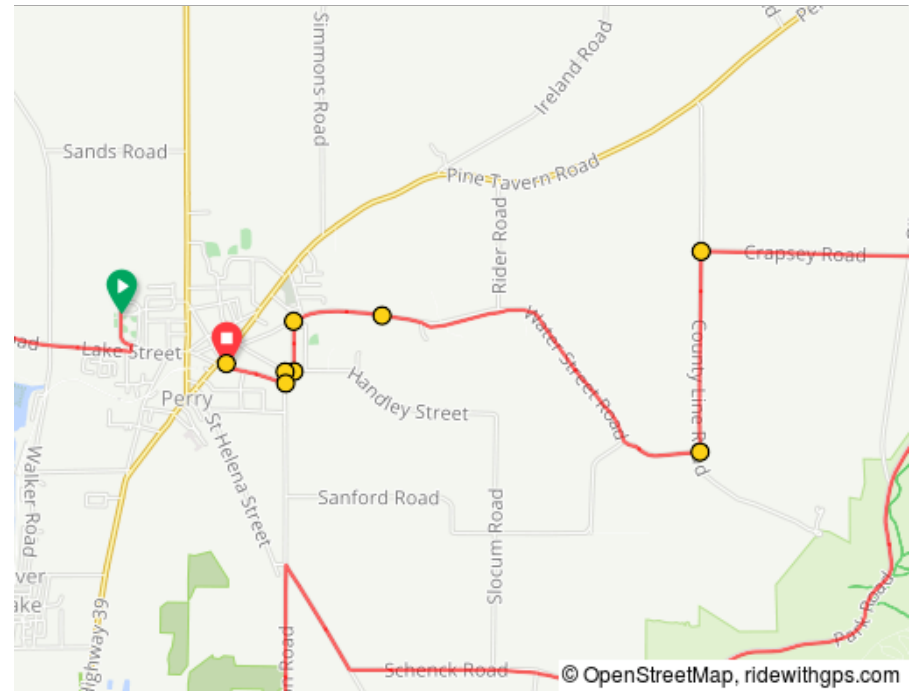 Simmons Road
Ireland Road
Sands Road
Pine Tavern Road
Rider Road
Crapsey Road
Lake Street
Water Street Road
County Line Road
Perry
Handley Street
St Helena Street
Walker Road
Sanford Road
Slocum Road
Highway 39
Park Road
Schenck Road
© OpenStreetMap, ridewithgps.com